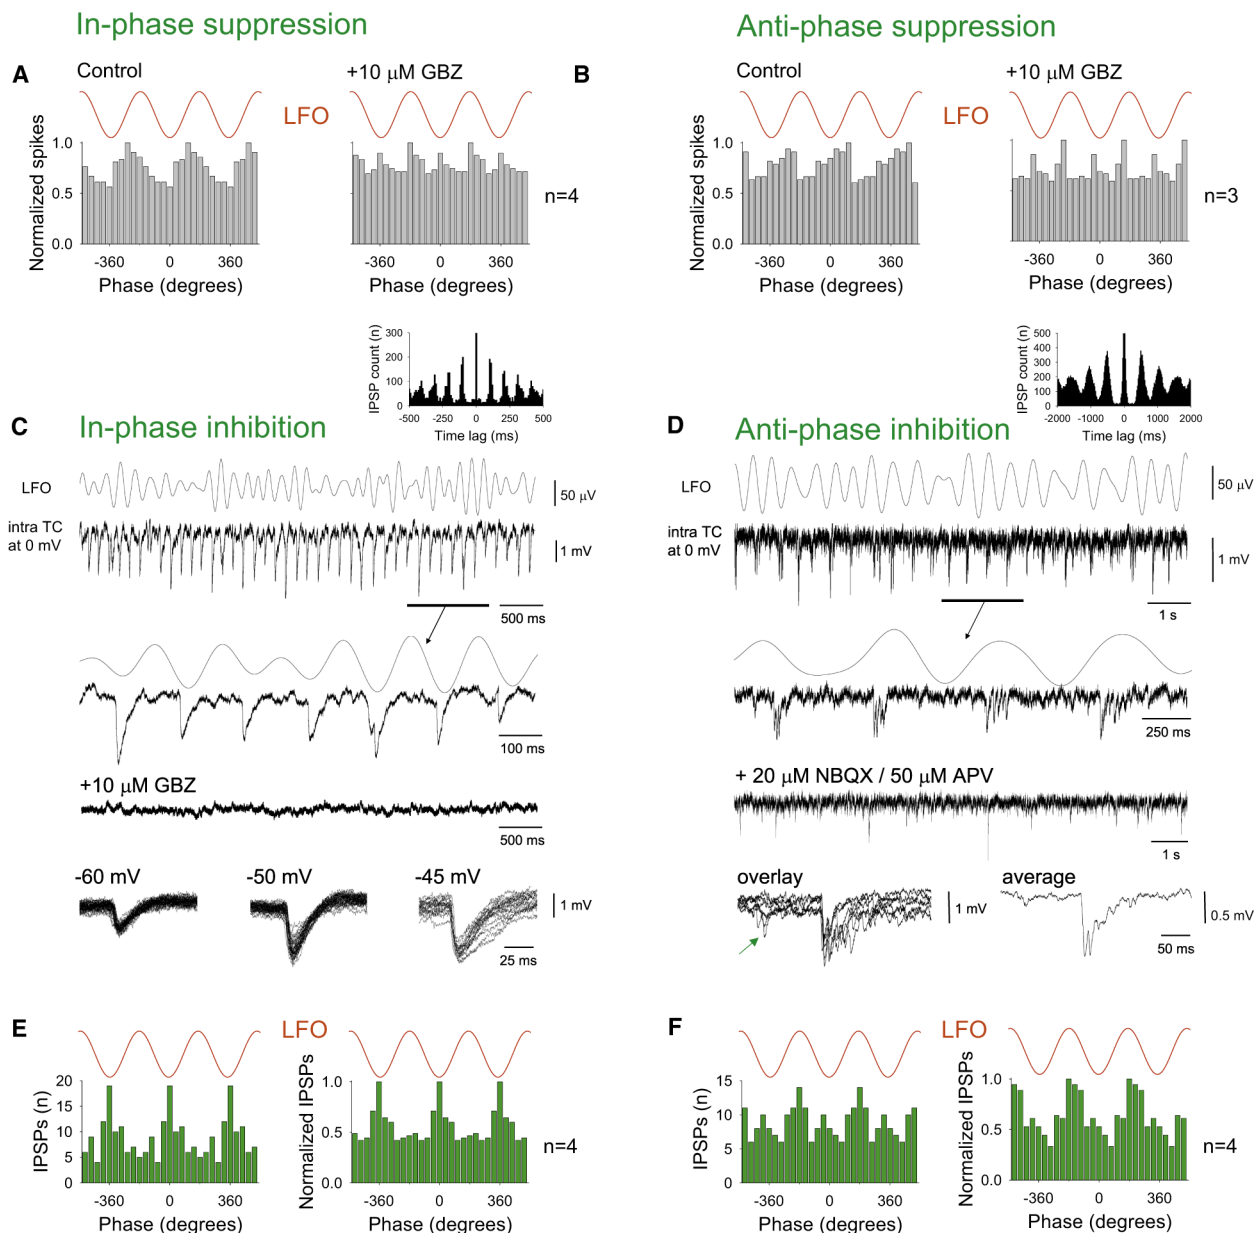 In-phase suppression
Anti-phase suppression
A
Control
+10 μM GBZ
LFO
Normalized spikes
1.0
0.5
0.0
-360 0 360
-360 0 360
Phase (degrees)
Phase (degrees)
n=4
B
Control
+10 μM GBZ
LFO
Normalized spikes
1.0
0.5
0.0
-360 0 360
-360 0 360
Phase (degrees)
Phase (degrees)
n=3
IPSP count (n)
300
200
100
0
-500 -250 0 250 500
Time lag (ms)
IPSP count (n)
500
400
300
200
100
0
-2000 -1000 0 1000 2000
Time lag (ms)
C
In-phase inhibition
LFO
50 μV
intra TC
at 0 mV
1 mV
500 ms
100 ms
+10 μM GBZ
500 ms
-60 mV
-50 mV
-45 mV
1 mV
25 ms
D
Anti-phase inhibition
LFO
50 μV
intra TC
at 0 mV
1 mV
1 s
250 ms
+ 20 μM NBQX / 50 μM APV
1 s
overlay
average
1 mV
0.5 mV
50 ms
E
LFO
IPSPs (n)
20
15
10
5
0
-360 0 360
Phase (degrees)
Normalized IPSPs
1.0
0.5
0.0
-360 0 360
Phase (degrees)
n=4
F
LFO
IPSPs (n)
15
10
5
0
-360 0 360
Phase (degrees)
Normalized IPSPs
1.0
0.5
0.0
-360 0 360
Phase (degrees)
n=4